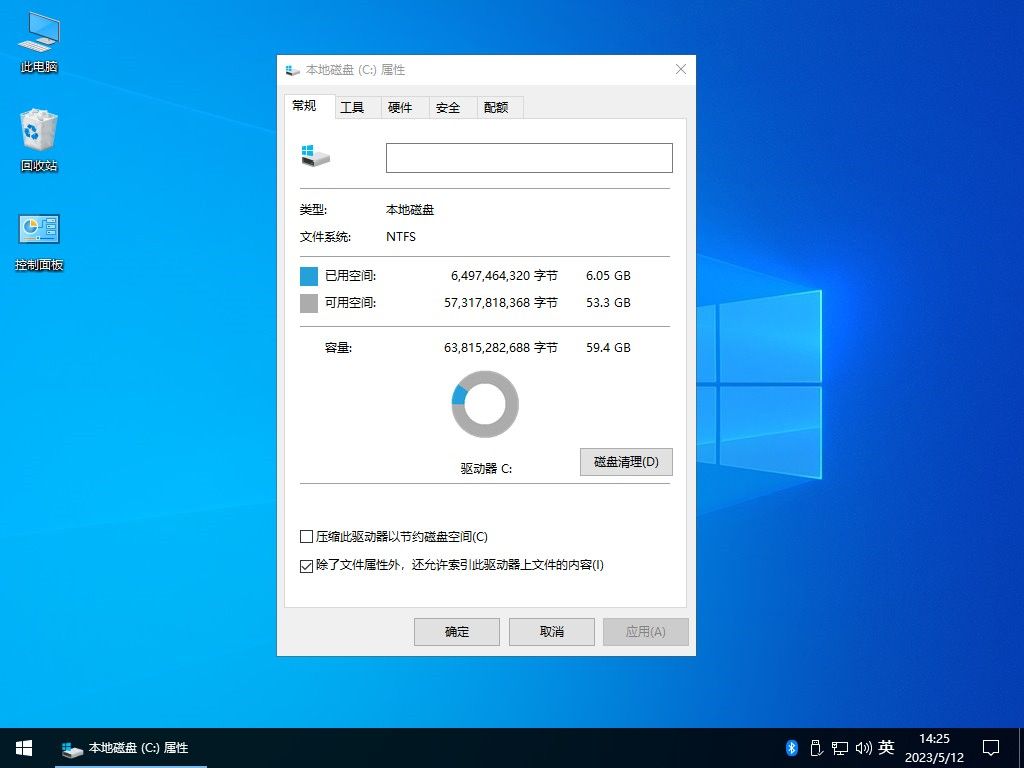 此电脑
回收站
控制面板
本地磁盘 (C:) 属性
常规 工具 硬件 安全 配额
类型: 本地磁盘
文件系统: NTFS
已用空间: 6,497,464,320 字节 6.05 GB
可用空间: 57,317,818,368 字节 53.3 GB
容量: 63,815,282,688 字节 59.4 GB
驱动器 C:
磁盘清理(D)
压缩此驱动器以节约磁盘空间(C)
除了文件属性外，还允许索引此驱动器上文件的内容(I)
确定 取消 应用(A)
本地磁盘 (C:) 属性
英
14:25
2023/5/12